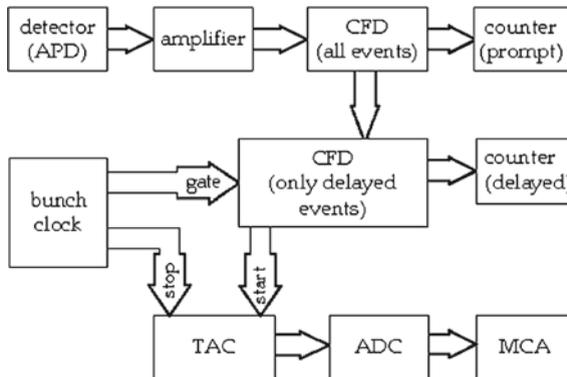 detector
(APD)
amplifier
CFD
(all events)
counter
(prompt)
bunch
clock
gate
CFD
(only delayed
events)
counter
(delayed)
stop
start
TAC
ADC
MCA